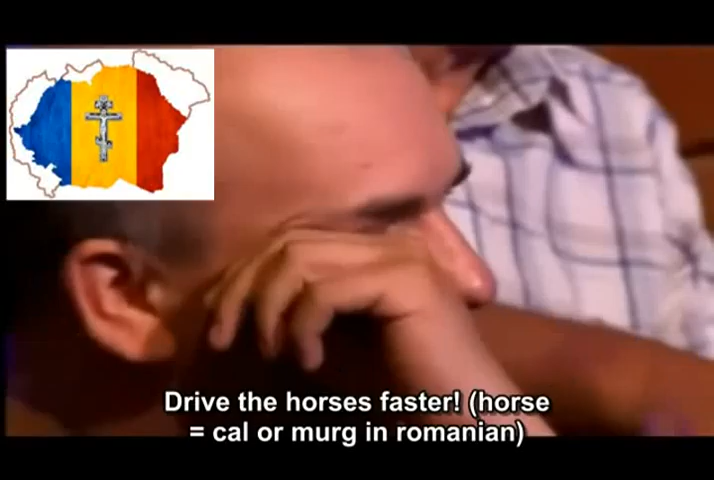 Drive the horses faster! (horse
= cal or murg in romanian)